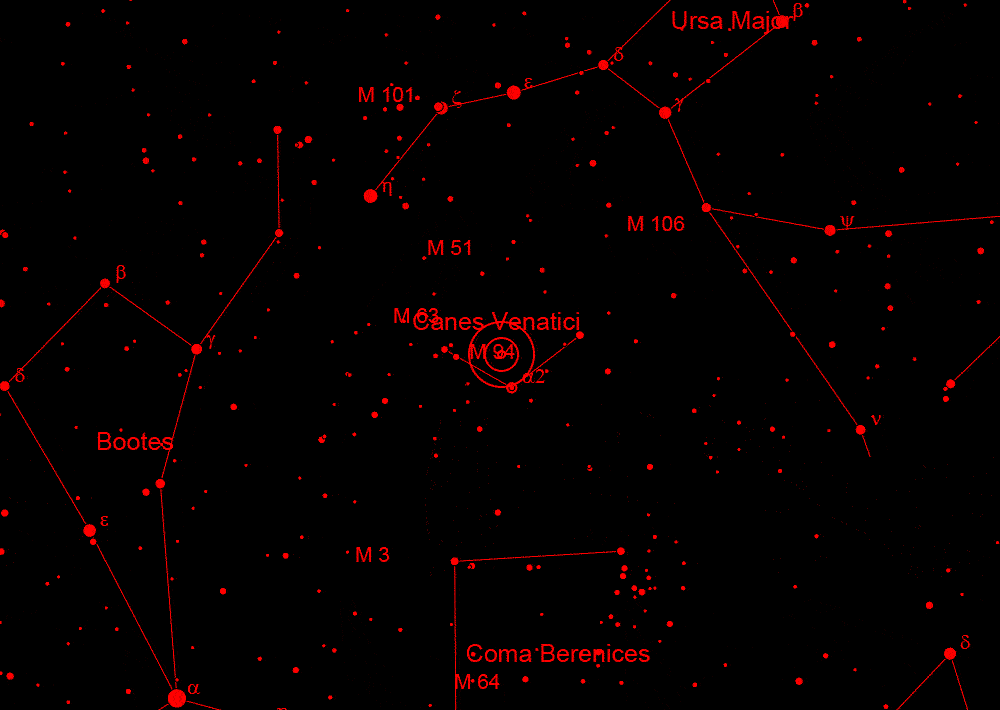 Ursa Major
β
δ
ε
M 101
ζ
γ
η
M 106
ψ
M 51
β
M 63
Canes Venatici
γ
M 94
α2
δ
ν
Bootes
ε
M 3
δ
Coma Berenices
M 64
α